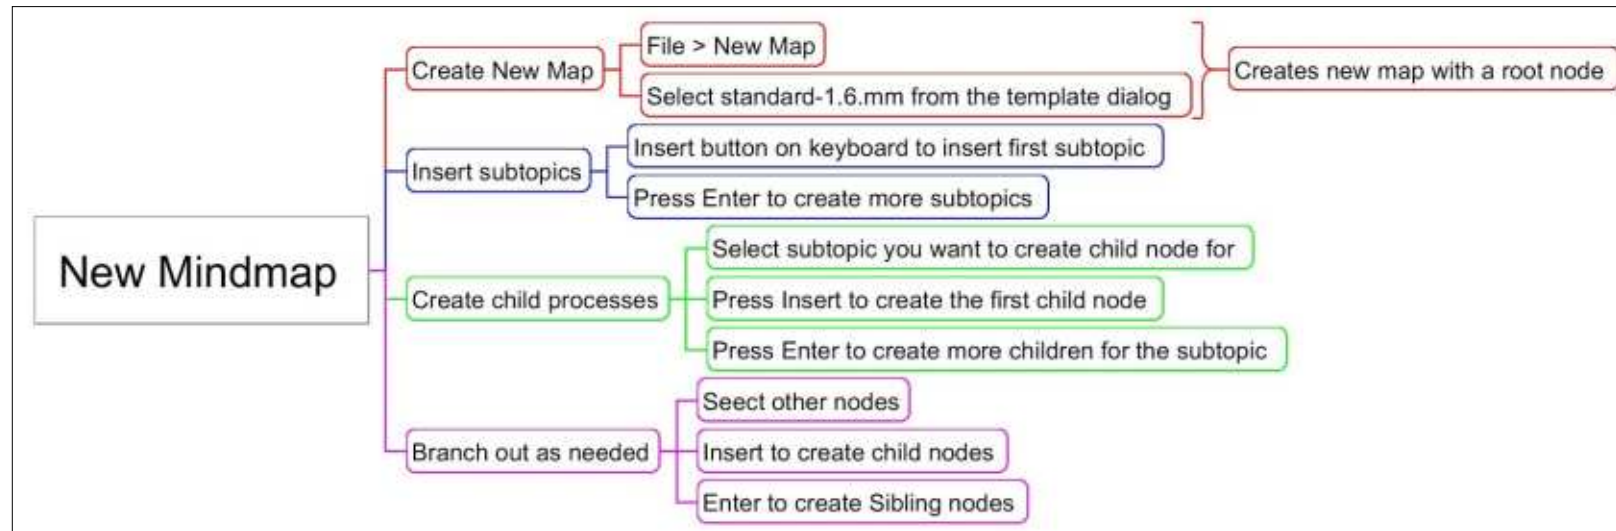 New Mindmap
Create New Map
File > New Map
Select standard-1.6.mm from the template dialog
Creates new map with a root node
Insert subtopics
Insert button on keyboard to insert first subtopic
Press Enter to create more subtopics
Create child processes
Select subtopic you want to create child node for
Press Insert to create the first child node
Press Enter to create more children for the subtopic
Branch out as needed
Seect other nodes
Insert to create child nodes
Enter to create Sibling nodes